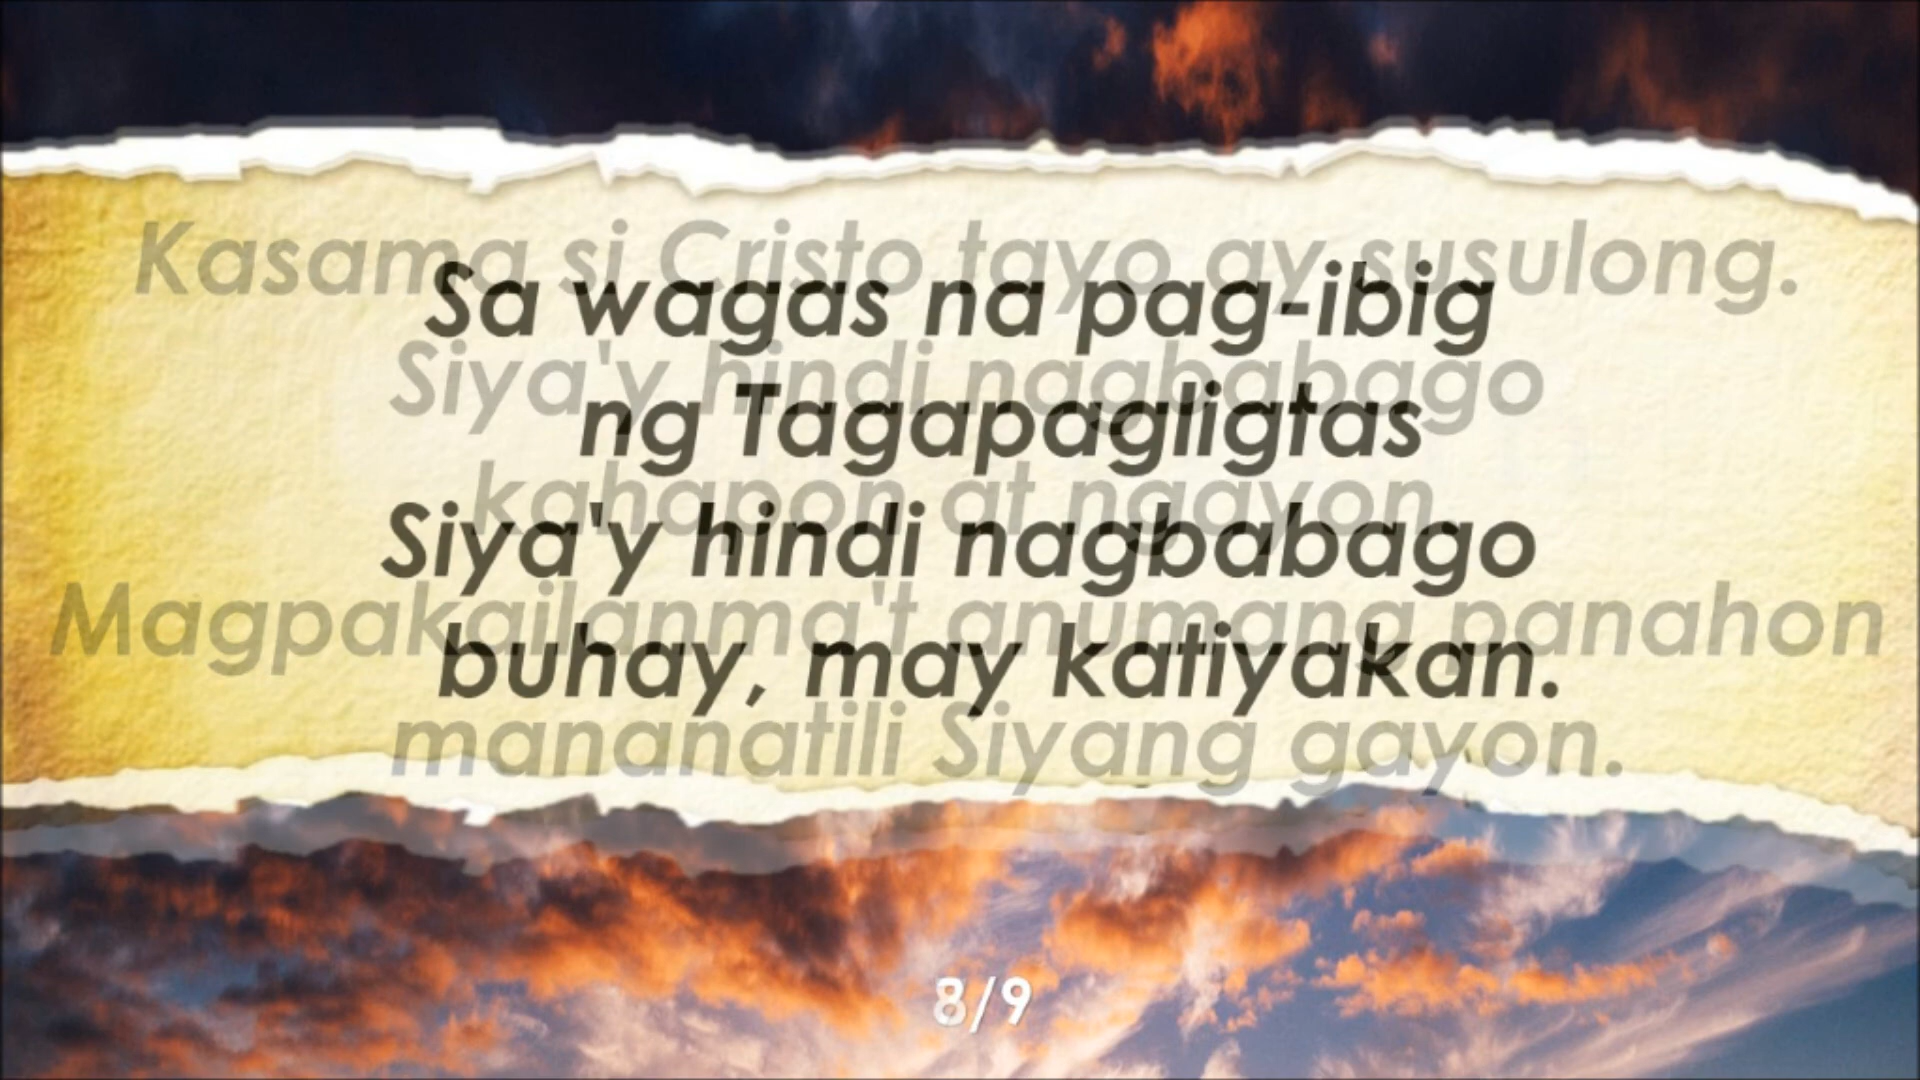 Kasama si Cristo tayo ay susulong.
Sa wagas na pag-ibig
Siya'y hindi nagbabago
ng Tagapagligtas
kahapon at ngayon
Siya'y hindi nagbabago
Magpakailanma't anumang panahon
buhay, may katiyakan.
mananatili Siyang gayon.
8/9